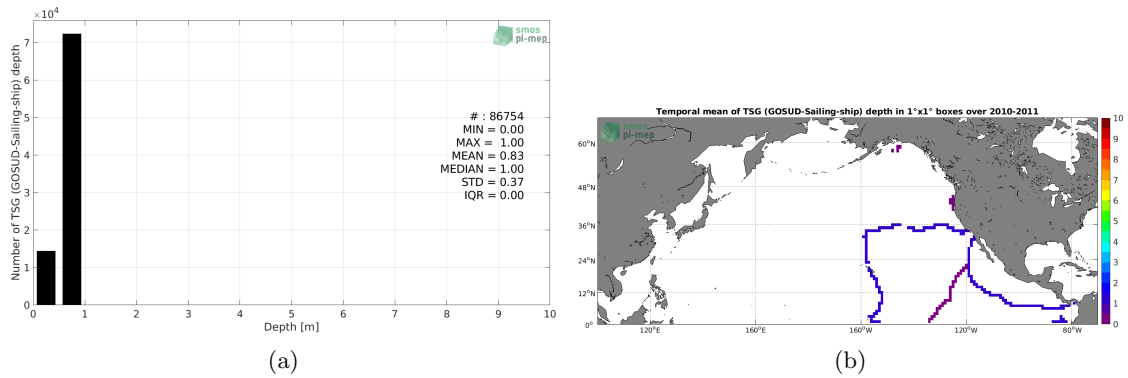 ×10⁴
7
6
5
4
3
2
1
0
Number of TSG (GOSUD-Sailing-ship) depth
smos
pi-mep
# : 86754
MIN = 0.00
MAX = 1.00
MEAN = 0.83
MEDIAN = 1.00
STD = 0.37
IQR = 0.00
0 1 2 3 4 5 6 7 8 9 10
Depth [m]
(a)
Temporal mean of TSG (GOSUD-Sailing-ship) depth in 1°x1° boxes over 2010-2011
smos
pi-mep
60°N
48°N
36°N
24°N
12°N
0°
120°E 160°E 160°W 120°W 80°W
10
9
8
7
6
5
4
3
2
1
0
(b)